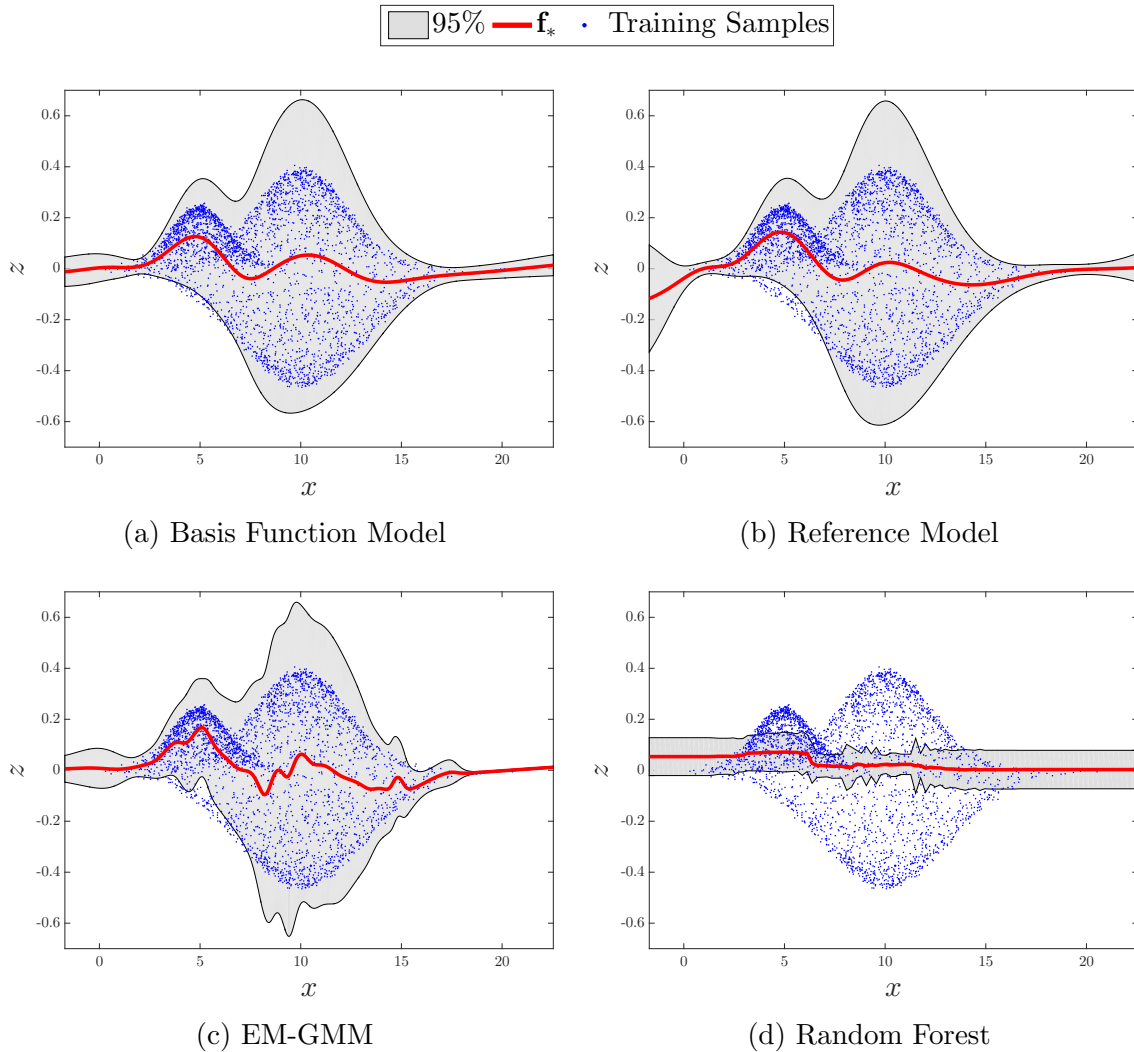 95% f* Training Samples
0.6
0.4
0.2
0
-0.2
-0.4
-0.6
z
0 5 10 15 20
x
(a) Basis Function Model
0.6
0.4
0.2
0
-0.2
-0.4
-0.6
z
0 5 10 15 20
x
(b) Reference Model
0.6
0.4
0.2
0
-0.2
-0.4
-0.6
z
0 5 10 15 20
x
(c) EM-GMM
0.6
0.4
0.2
0
-0.2
-0.4
-0.6
z
0 5 10 15 20
x
(d) Random Forest